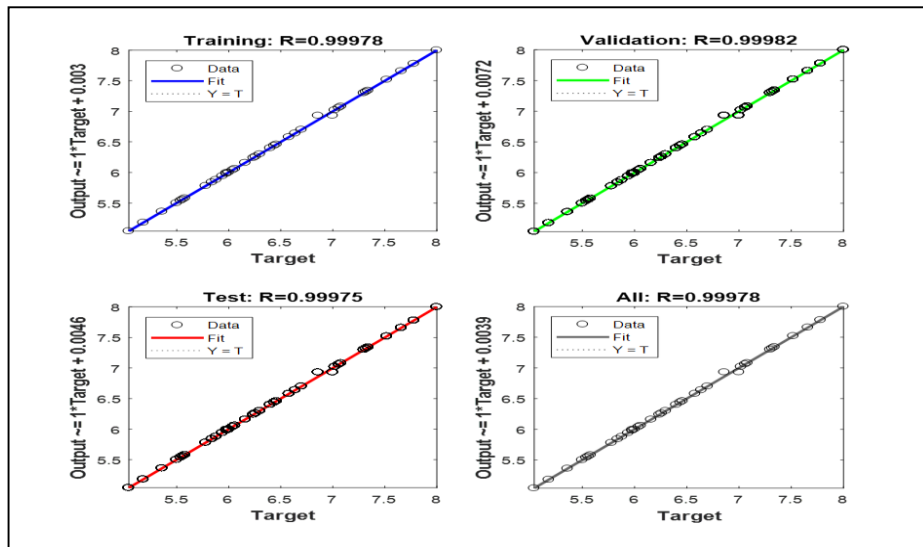 Training: R=0.99978
Output ~= 1*Target + 0.003
8
7.5
7
6.5
6
5.5
Data
Fit
Y = T
5.5 6 6.5 7 7.5 8
Target
Validation: R=0.99982
Output ~= 1*Target + 0.0072
8
7.5
7
6.5
6
5.5
Data
Fit
Y = T
5.5 6 6.5 7 7.5 8
Target
Test: R=0.99975
Output ~= 1*Target + 0.0046
8
7.5
7
6.5
6
5.5
Data
Fit
Y = T
5.5 6 6.5 7 7.5 8
Target
All: R=0.99978
Output ~= 1*Target + 0.0039
8
7.5
7
6.5
6
5.5
Data
Fit
Y = T
5.5 6 6.5 7 7.5 8
Target